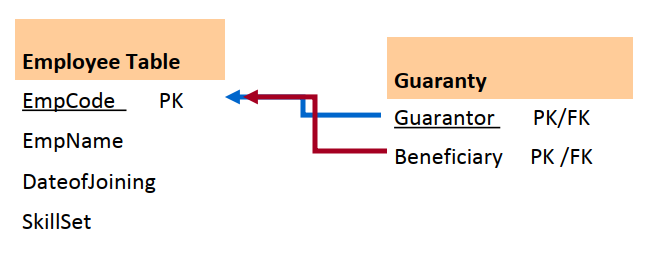 Employee Table
EmpCode PK
EmpName
DateofJoining
SkillSet
Guaranty
Guarantor PK/FK
Beneficiary PK /FK